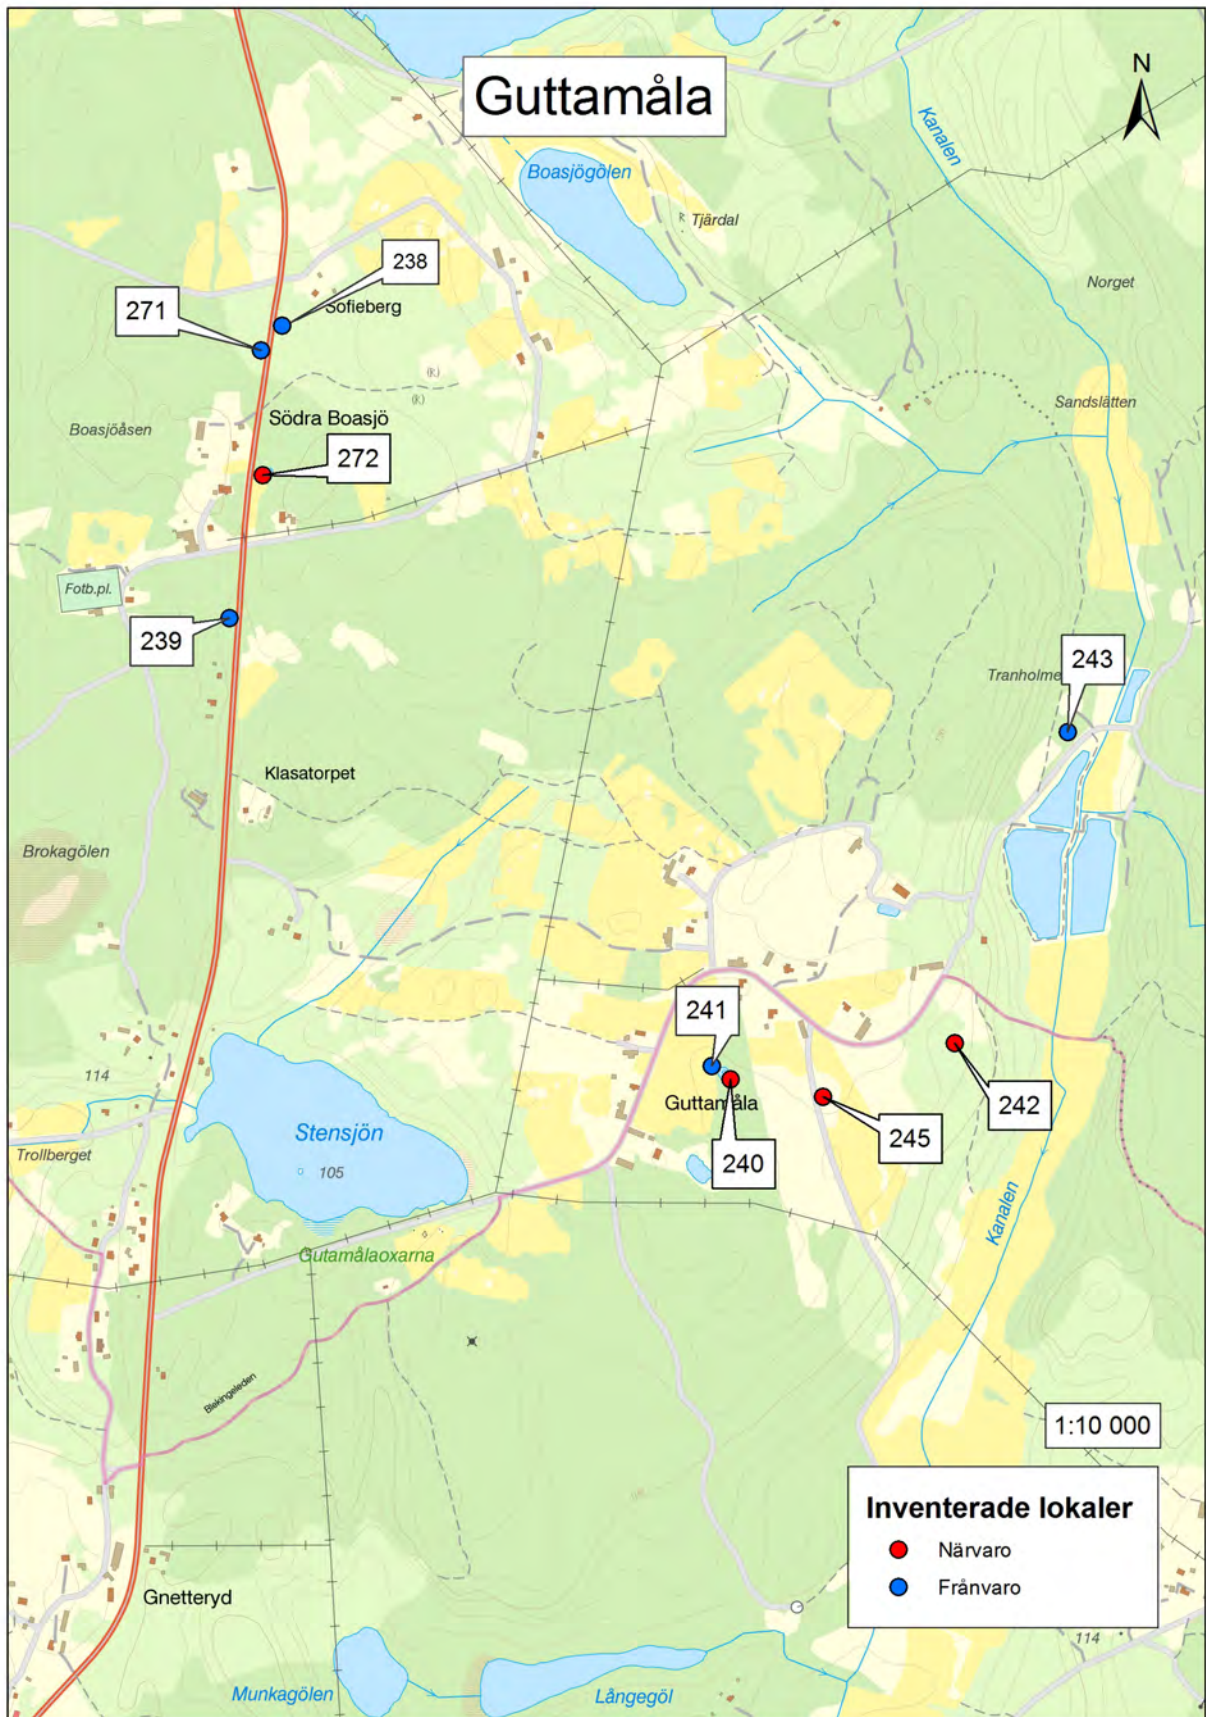 Guttamåla
N
Kanalen
Boasjögölen
R
Tjärdal
238
Norget
271
Sofieberg
(R)
(R)
Sandslätten
Södra Boasjö
Boasjöåsen
272
Fotb.pl.
239
243
Tranholme
Klasatorpet
Brokagölen
241
114
Guttamåla
242
Stensjön
245
Trollberget
105
240
Kanalen
Gutamålaoxarna
Blekingeleden
1:10 000
Inventerade lokaler
Närvaro
Frånvaro
Gnetteryd
114
Munkagölen
Långegöl